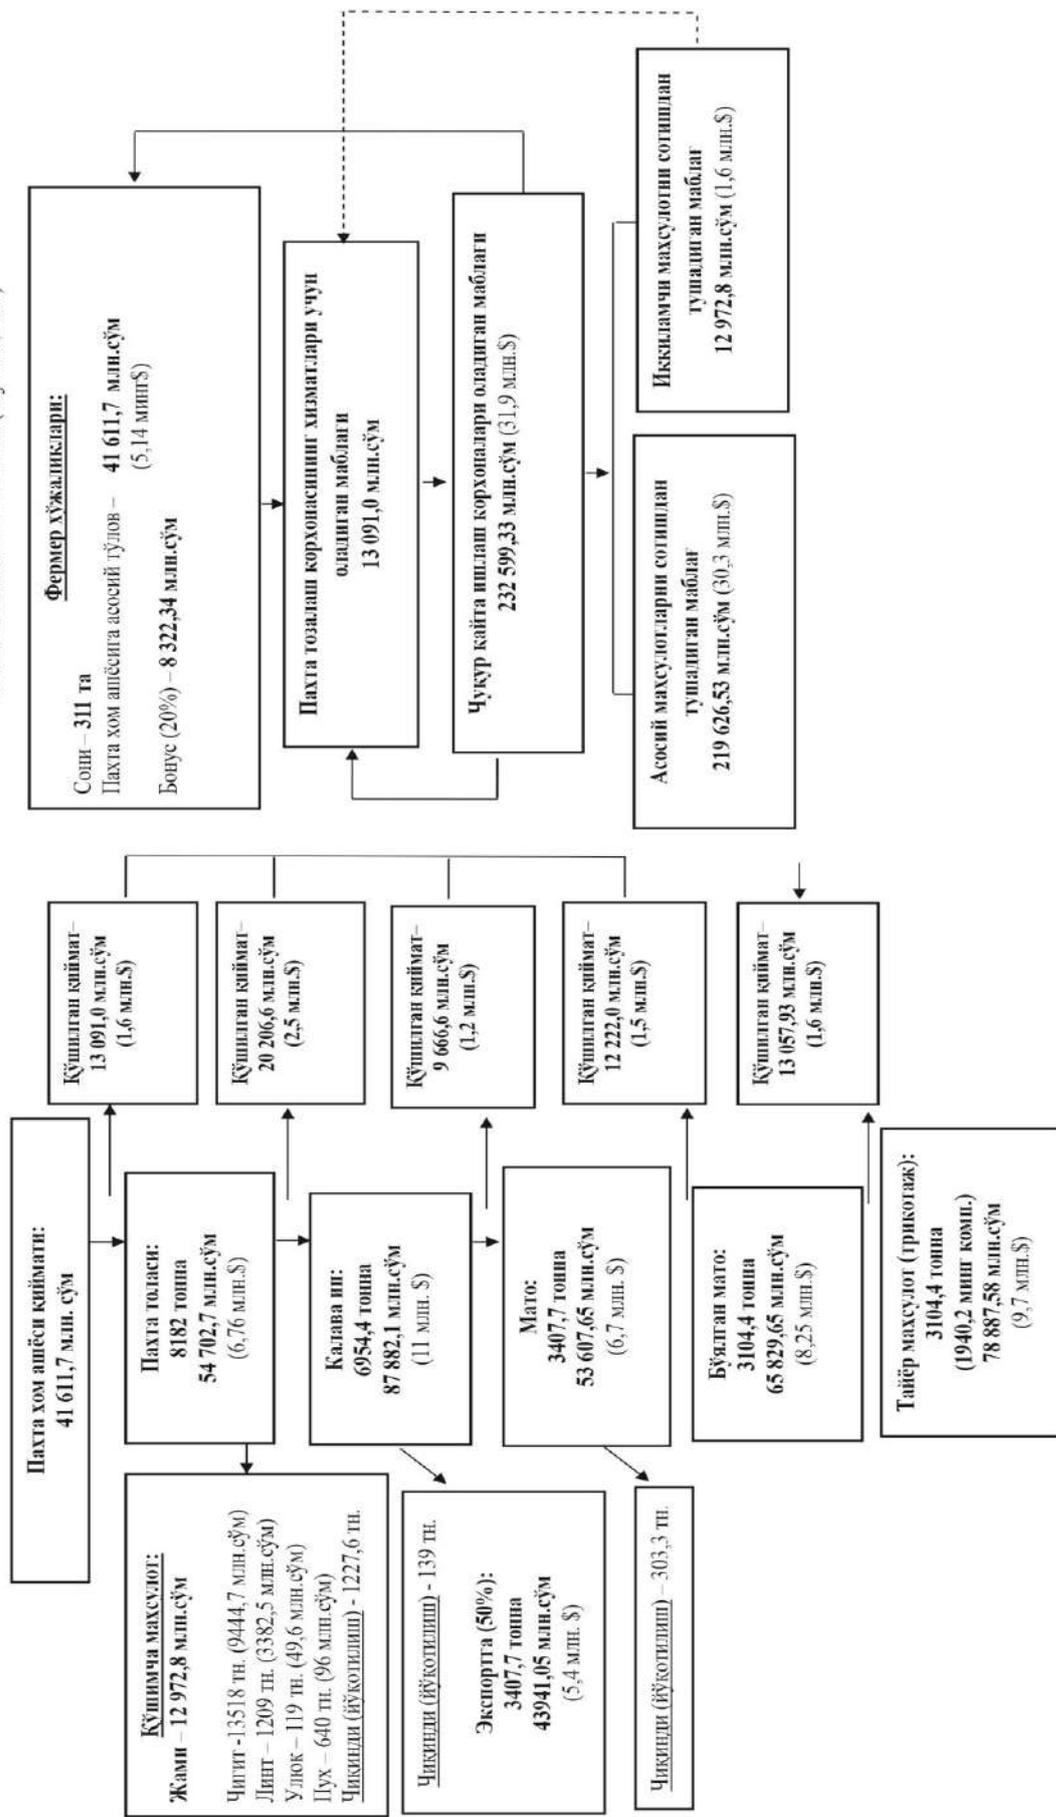 Пахта хом ашёси қиймати:
41 611,7 млн. сўм
Қўшимча махсулот:
Жами – 12 972,8 млн.сўм
Чигит -13518 тн. (9444,7 млн.сўм)
Линт – 1209 тн. (3382,5 млн.сўм)
Улюк – 119 тн. (49,6 млн.сўм)
Пух – 640 тн. (96 млн.сўм)
Чиқинди (йўқотилиш) - 1227,6 тн.
Пахта толаси:
8182 тонна
54 702,7 млн.сўм
(6,76 млн.$)
Қўшилган қиймат–
13 091,0 млн.сўм
(1,6 млн.$)
Чиқинди (йўқотилиш) - 139 тн.
Экспортга (50%):
3407,7 тонна
43941,05 млн.сўм
(5,4 млн. $)
Калава ип:
6954,4 тонна
87 882,1 млн.сўм
(11 млн. $)
Қўшилган қиймат–
20 206,6 млн.сўм
(2,5 млн.$)
Чиқинди (йўқотилиш) – 303,3 тн.
Мато:
3407,7 тонна
53 607,65 млн.сўм
(6,7 млн. $)
Қўшилган қиймат–
9 666,6 млн.сўм
(1,2 млн.$)
Бўялган мато:
3104,4 тонна
65 829,65 млн.сўм
(8,25 млн.$)
Қўшилган қиймат–
12 222,0 млн.сўм
(1,5 млн.$)
Тайёр махсулот (трикотаж):
3104,4 тонна
(1940,2 минг комп.)
78 887,58 млн.сўм
(9,7 млн.$)
Қўшилган қиймат–
13 057,93 млн.сўм
(1,6 млн.$)
Фермер хўжаликлари:
Сони – 311 та
Пахта хом ашёсига асосий тўлов – 41 611,7 млн.сўм
(5,14 минг$)
Бонус (20%) – 8 322,34 млн.сўм
Пахта тозалаш корхонасининг хизматлари учун
оладиган маблағи
13 091,0 млн.сўм
Чуқур қайта ишлаш корхоналари оладиган маблағи
232 599,33 млн.сўм (31,9 млн.$)
Асосий махсулотларни сотишдан
тушадиган маблағ
219 626,53 млн.сўм (30,3 млн.$)
Иккиламчи махсулотни сотишдан
тушадиган маблағ
12 972,8 млн.сўм (1,6 млн.$)